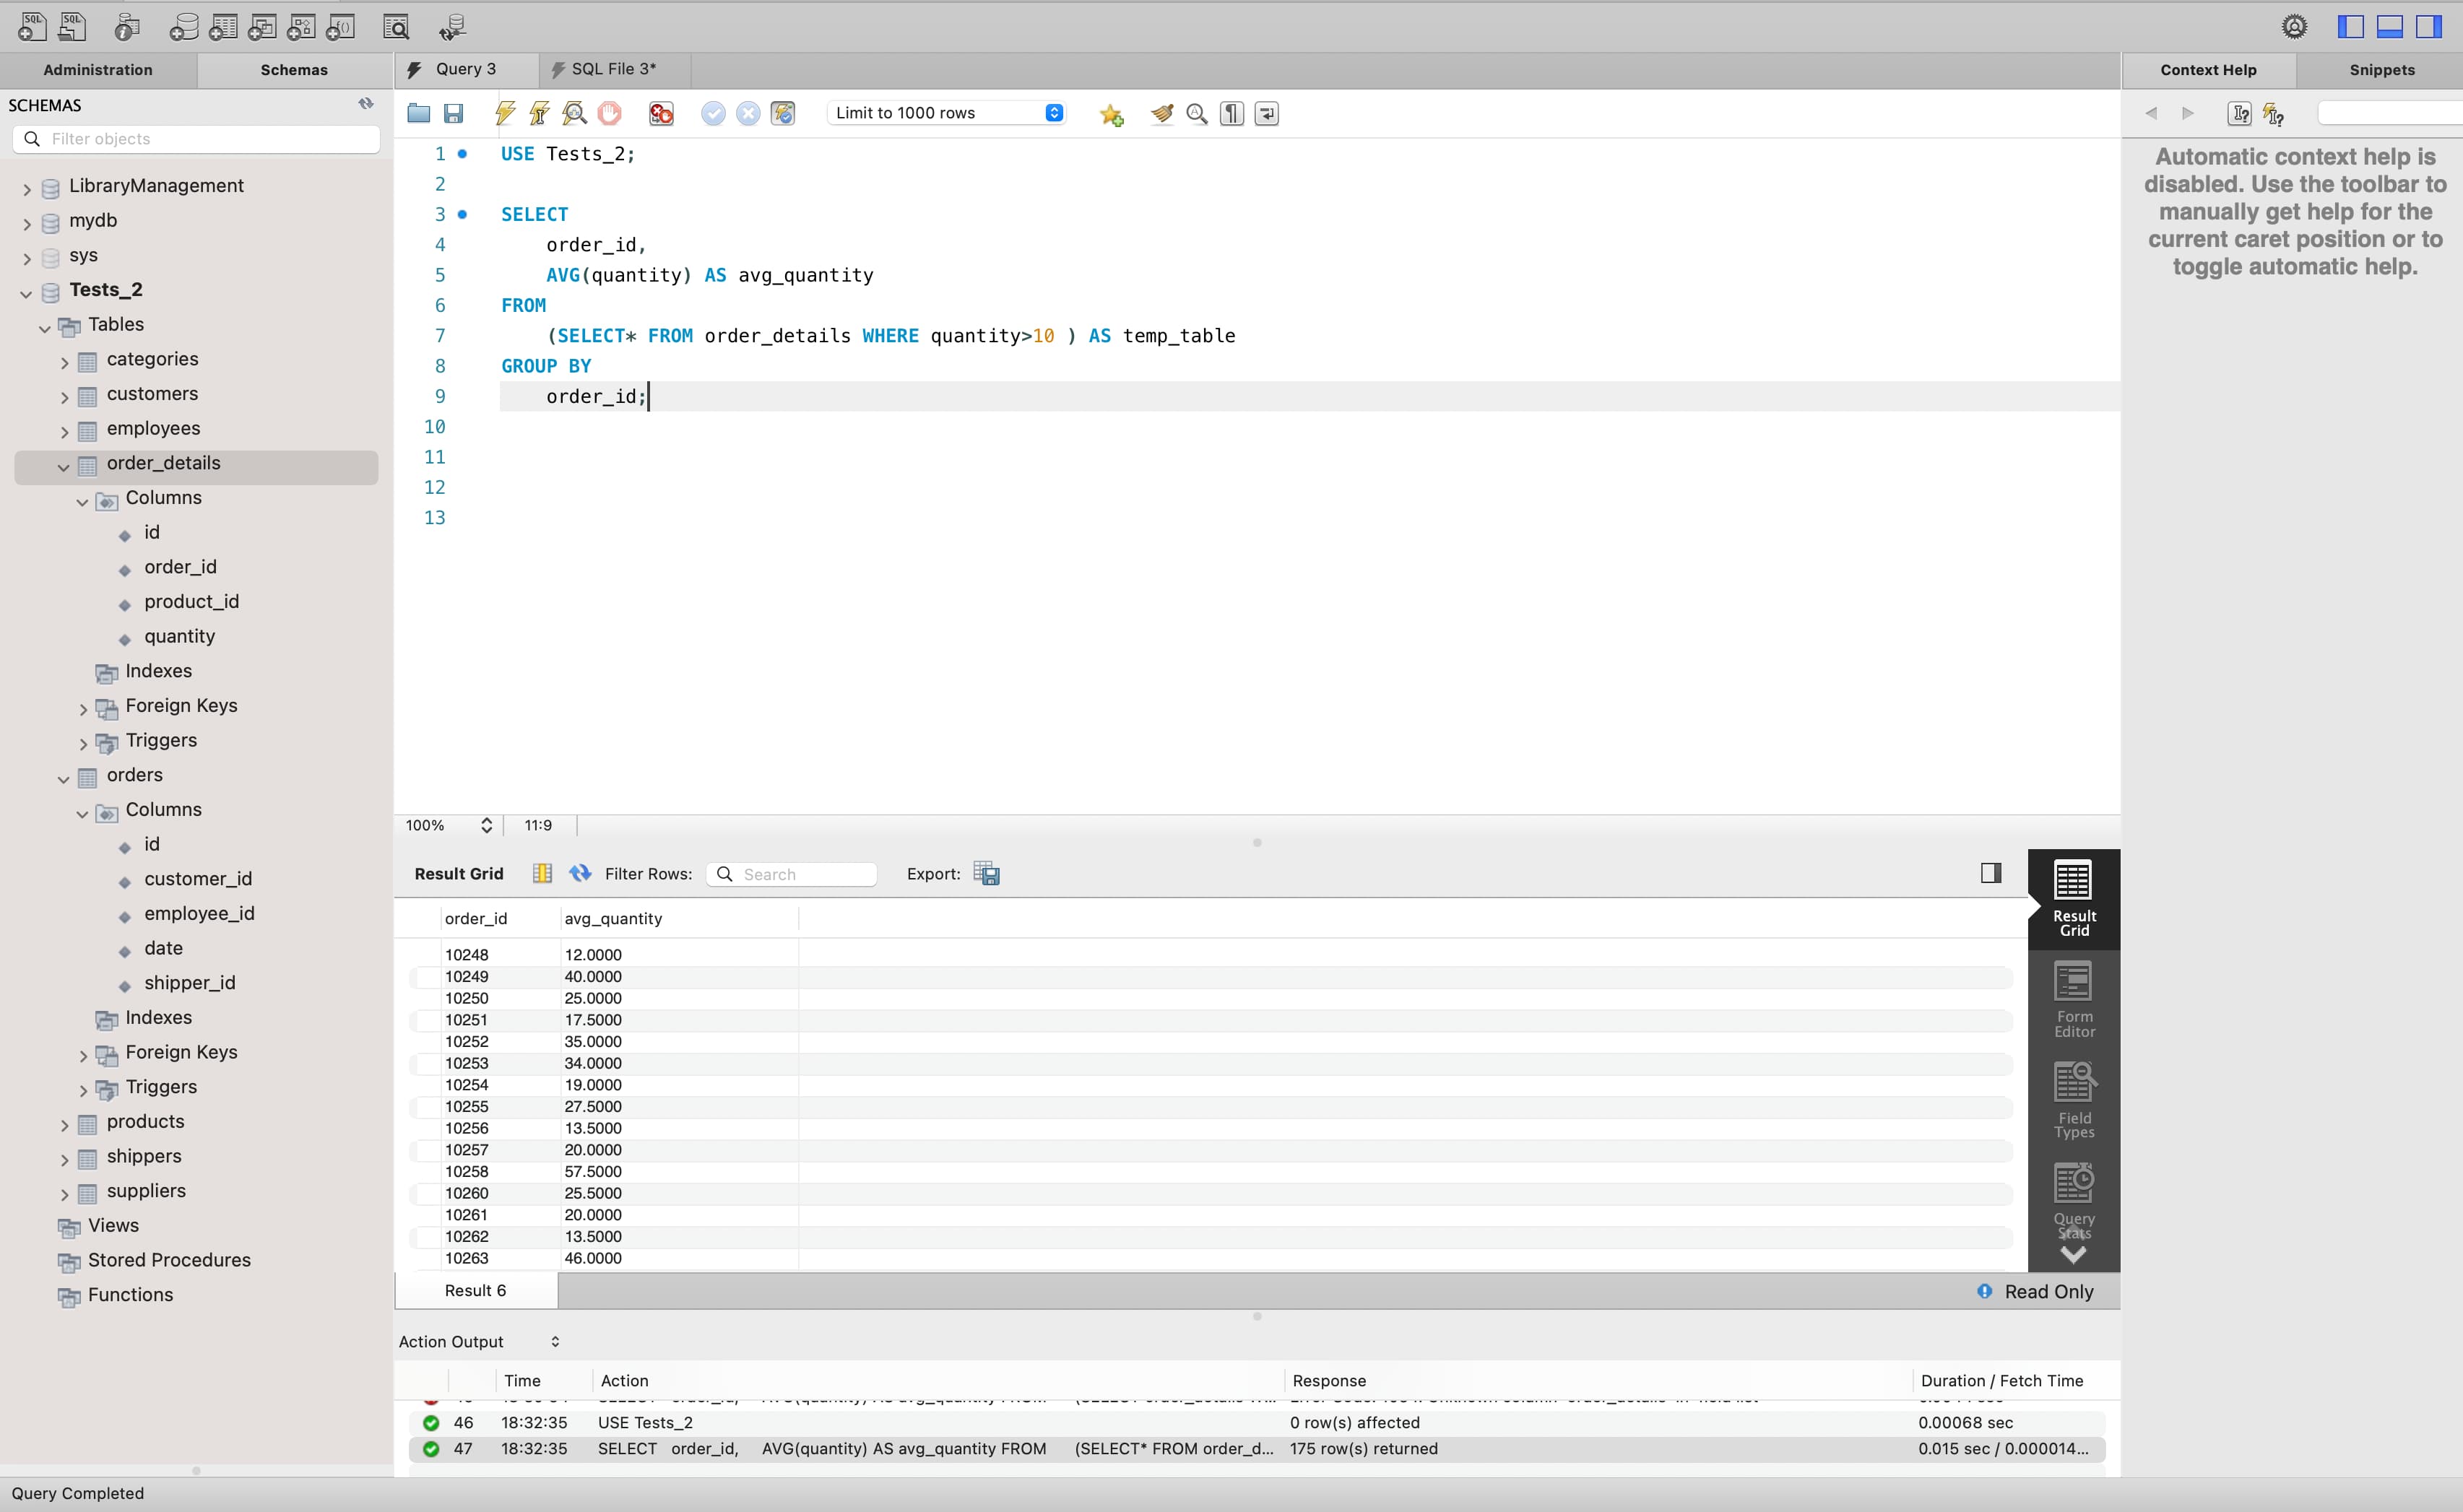 Administration
Schemas
SCHEMAS
Filter objects
LibraryManagement
mydb
sys
Tests_2
Tables
categories
customers
employees
order_details
Columns
id
order_id
product_id
quantity
Indexes
Foreign Keys
Triggers
orders
Columns
id
customer_id
employee_id
date
shipper_id
Indexes
Foreign Keys
Triggers
products
shippers
suppliers
Views
Stored Procedures
Functions
Query 3
SQL File 3*
Limit to 1000 rows
1 USE Tests_2;
2
3 SELECT
4 order_id,
5 AVG(quantity) AS avg_quantity
6 FROM
7 (SELECT* FROM order_details WHERE quantity>10 ) AS temp_table
8 GROUP BY
9 order_id;
10
11
12
13
100% 11:9
Result Grid Filter Rows: Search Export:
order_id avg_quantity
10248 12.0000
10249 40.0000
10250 25.0000
10251 17.5000
10252 35.0000
10253 34.0000
10254 19.0000
10255 27.5000
10256 13.5000
10257 20.0000
10258 57.5000
10260 25.5000
10261 20.0000
10262 13.5000
10263 46.0000
Result
Grid
Form
Editor
Field
Types
Query
Stats
Result 6
Read Only
Action Output
Time Action Response Duration / Fetch Time
46 18:32:35 USE Tests_2 0 row(s) affected 0.00068 sec
47 18:32:35 SELECT order_id, AVG(quantity) AS avg_quantity FROM (SELECT* FROM order_d... 175 row(s) returned 0.015 sec / 0.000014...
Context Help
Snippets
Automatic context help is
disabled. Use the toolbar to
manually get help for the
current caret position or to
toggle automatic help.
Query Completed